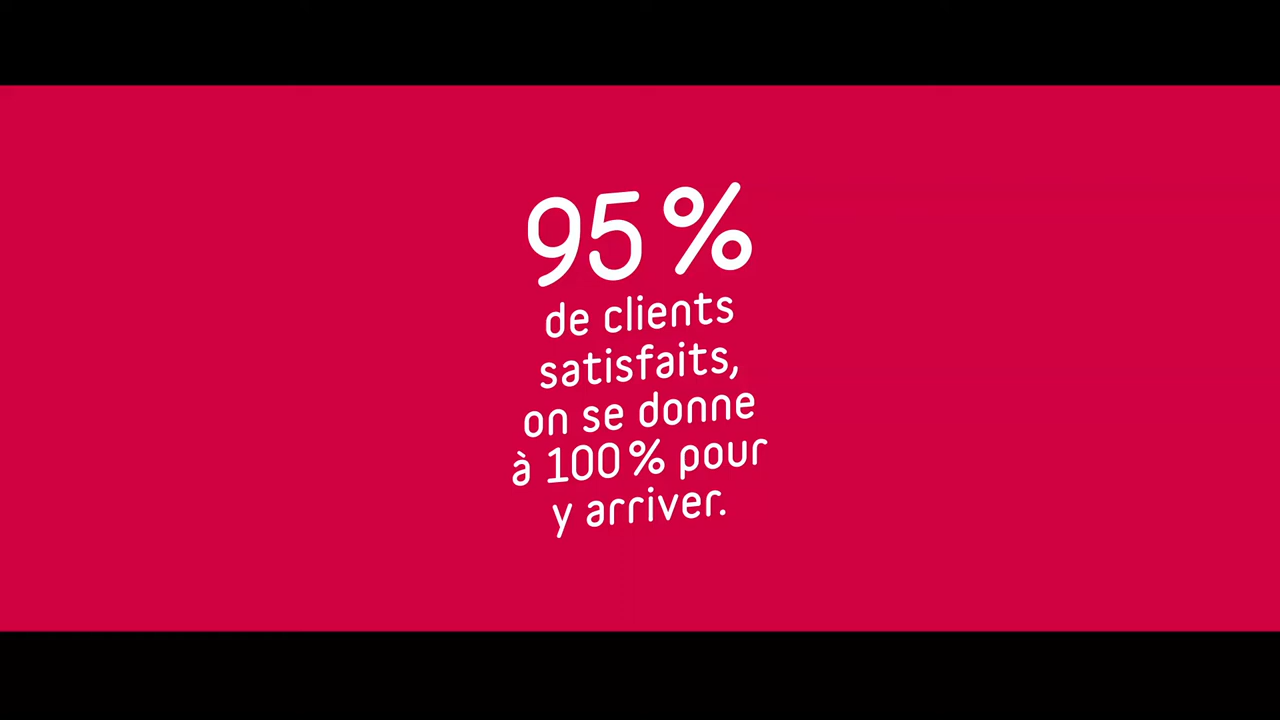 95 %
de clients
satisfaits,
on se donne
à 100 % pour
y arriver.